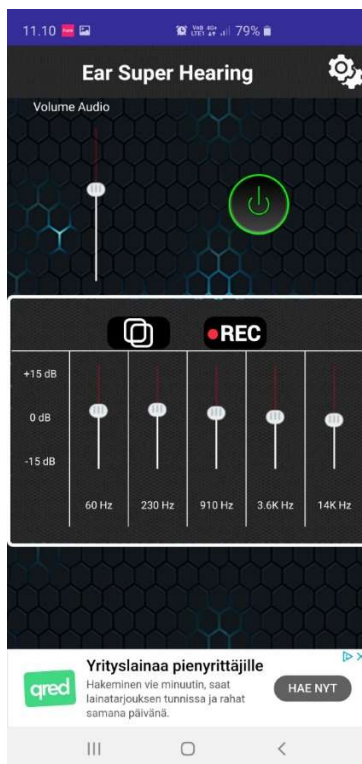 11.10
79%
Ear Super Hearing
Volume Audio
REC
+15 dB
0 dB
-15 dB
60 Hz 230 Hz 910 Hz 3.6K Hz 14K Hz
Yrityslainaa pienyrittäjille
qred
Hakeminen vie minuutin, saat
lainatarjouksen tunnissa ja rahat
samana päivänä.
HAE NYT